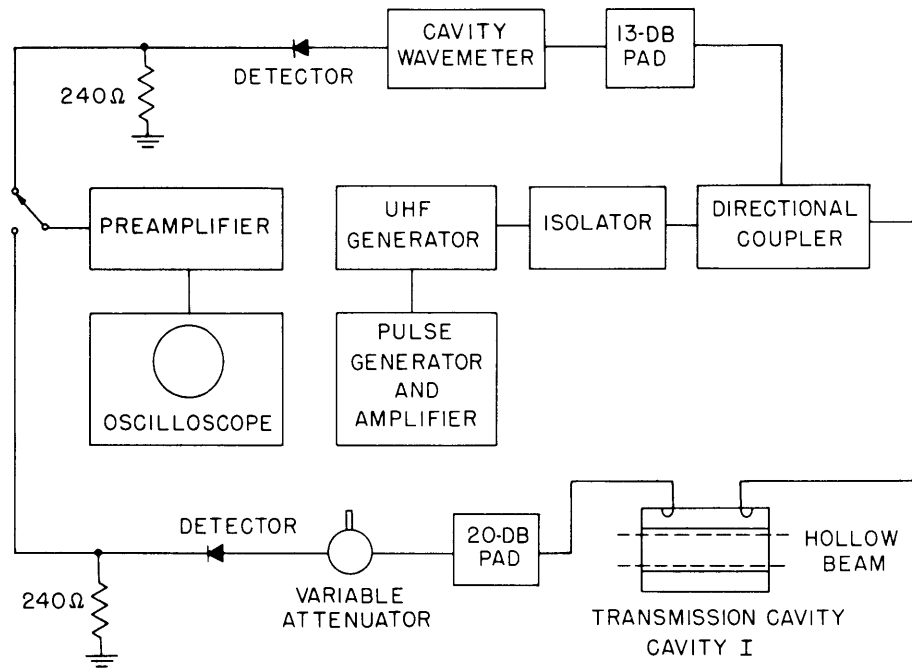 CAVITY
WAVEMETER
13-DB
PAD
DETECTOR
240Ω
PREAMPLIFIER
UHF
GENERATOR
ISOLATOR
DIRECTIONAL
COUPLER
OSCILLOSCOPE
PULSE
GENERATOR
AND
AMPLIFIER
DETECTOR
20-DB
PAD
HOLLOW
BEAM
240Ω
VARIABLE
ATTENUATOR
TRANSMISSION CAVITY
CAVITY I